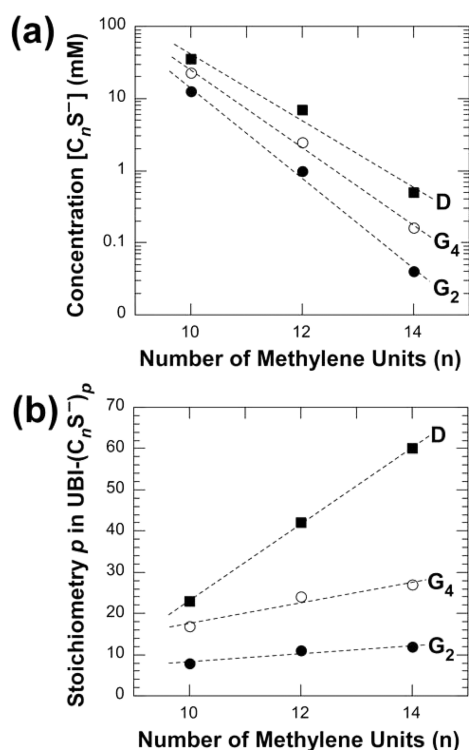 (a)
Concentration [CₙS⁻] (mM)
100
10
1
0.1
0
D
G₄
G₂
10
12
14
Number of Methylene Units (n)
(b)
Stoichiometry p in UBI-(CₙS⁻)ₚ
70
60
50
40
30
20
10
0
D
G₄
G₂
10
12
14
Number of Methylene Units (n)